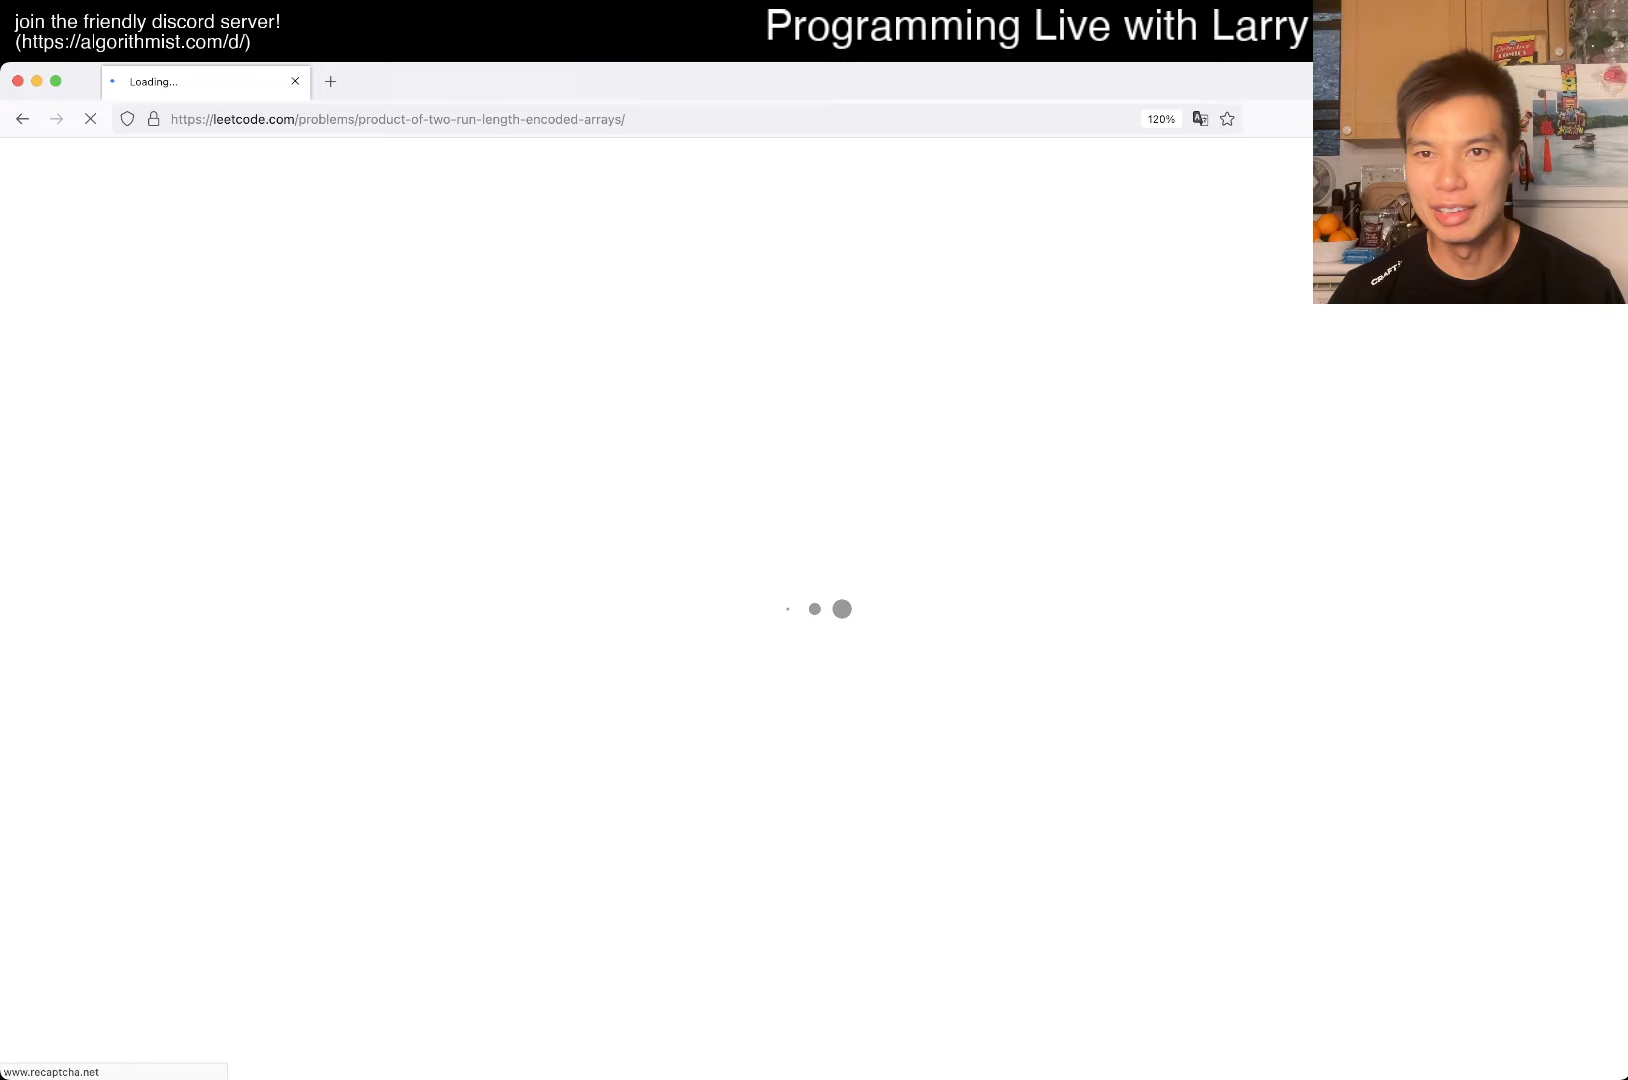 join the friendly discord server!
(https://algorithmist.com/d/)
Programming Live with Larry
Loading...
https://leetcode.com/problems/product-of-two-run-length-encoded-arrays/
120%
CRAFT
www.recaptcha.net